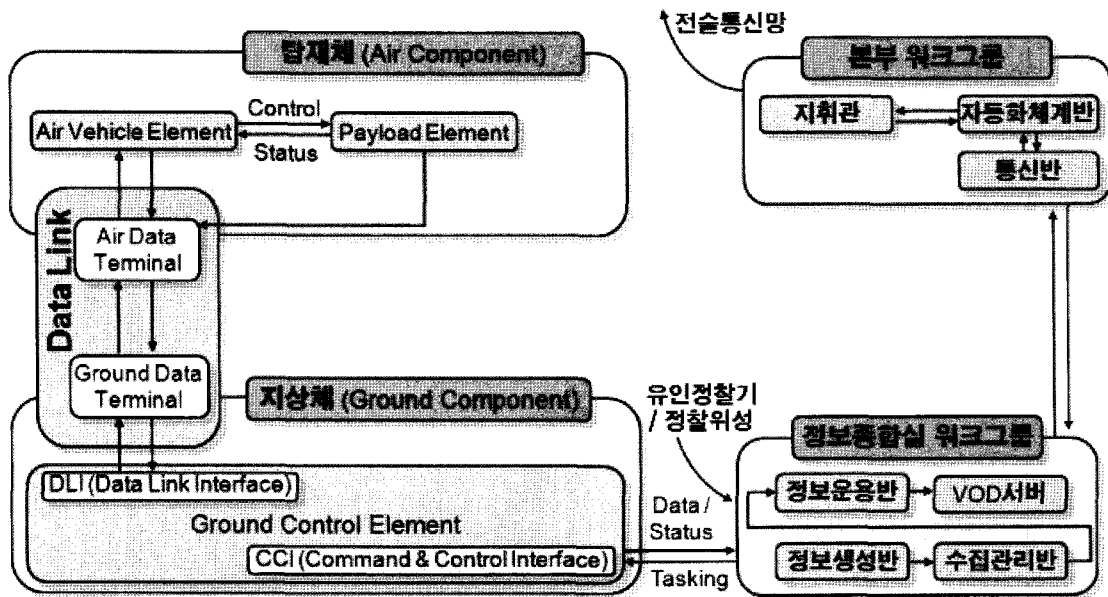 탑재체 (Air Component)
Control
Air Vehicle Element
Payload Element
Status
Data Link
Air Data
Terminal
Ground Data
Terminal
지상체 (Ground Component)
DLI (Data Link Interface)
Ground Control Element
CCI (Command & Control Interface)
전술통신망
본부 워크그룹
지휘관
자동화체계반
통신반
유인정찰기
/ 정찰위성
정보종합실 워크그룹
Data /
Status
Tasking
정보운용반
VOD서버
정보생성반
수집관리반